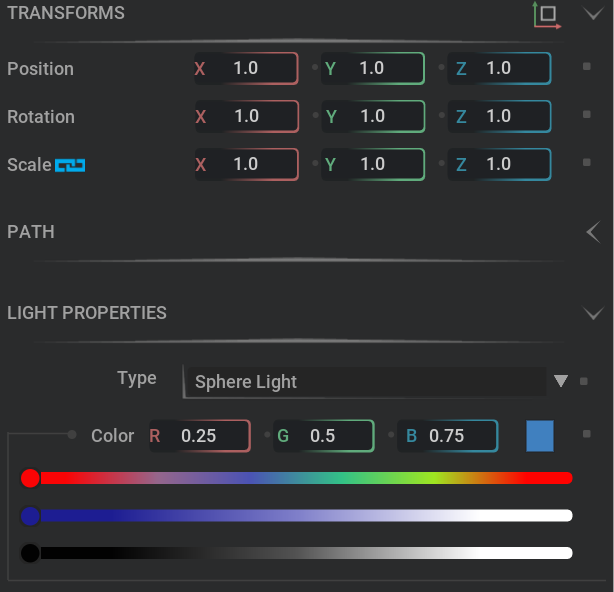 TRANSFORMS
Position X 1.0 Y 1.0 Z 1.0
Rotation X 1.0 Y 1.0 Z 1.0
Scale X 1.0 Y 1.0 Z 1.0
PATH
LIGHT PROPERTIES
Type Sphere Light
Color R 0.25 G 0.5 B 0.75